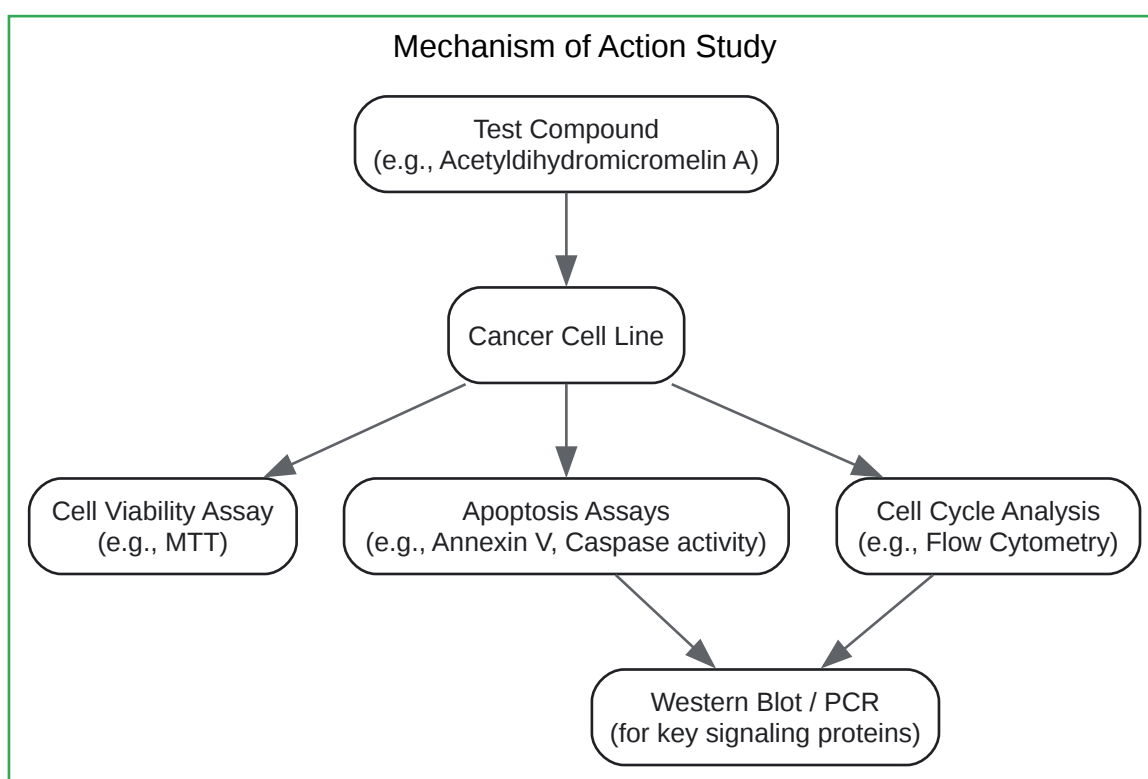 Mechanism of Action Study
Test Compound
(e.g., Acetyldihydromicromelin A)
Cancer Cell Line
Cell Viability Assay
(e.g., MTT)
Apoptosis Assays
(e.g., Annexin V, Caspase activity)
Cell Cycle Analysis
(e.g., Flow Cytometry)
Western Blot / PCR
(for key signaling proteins)